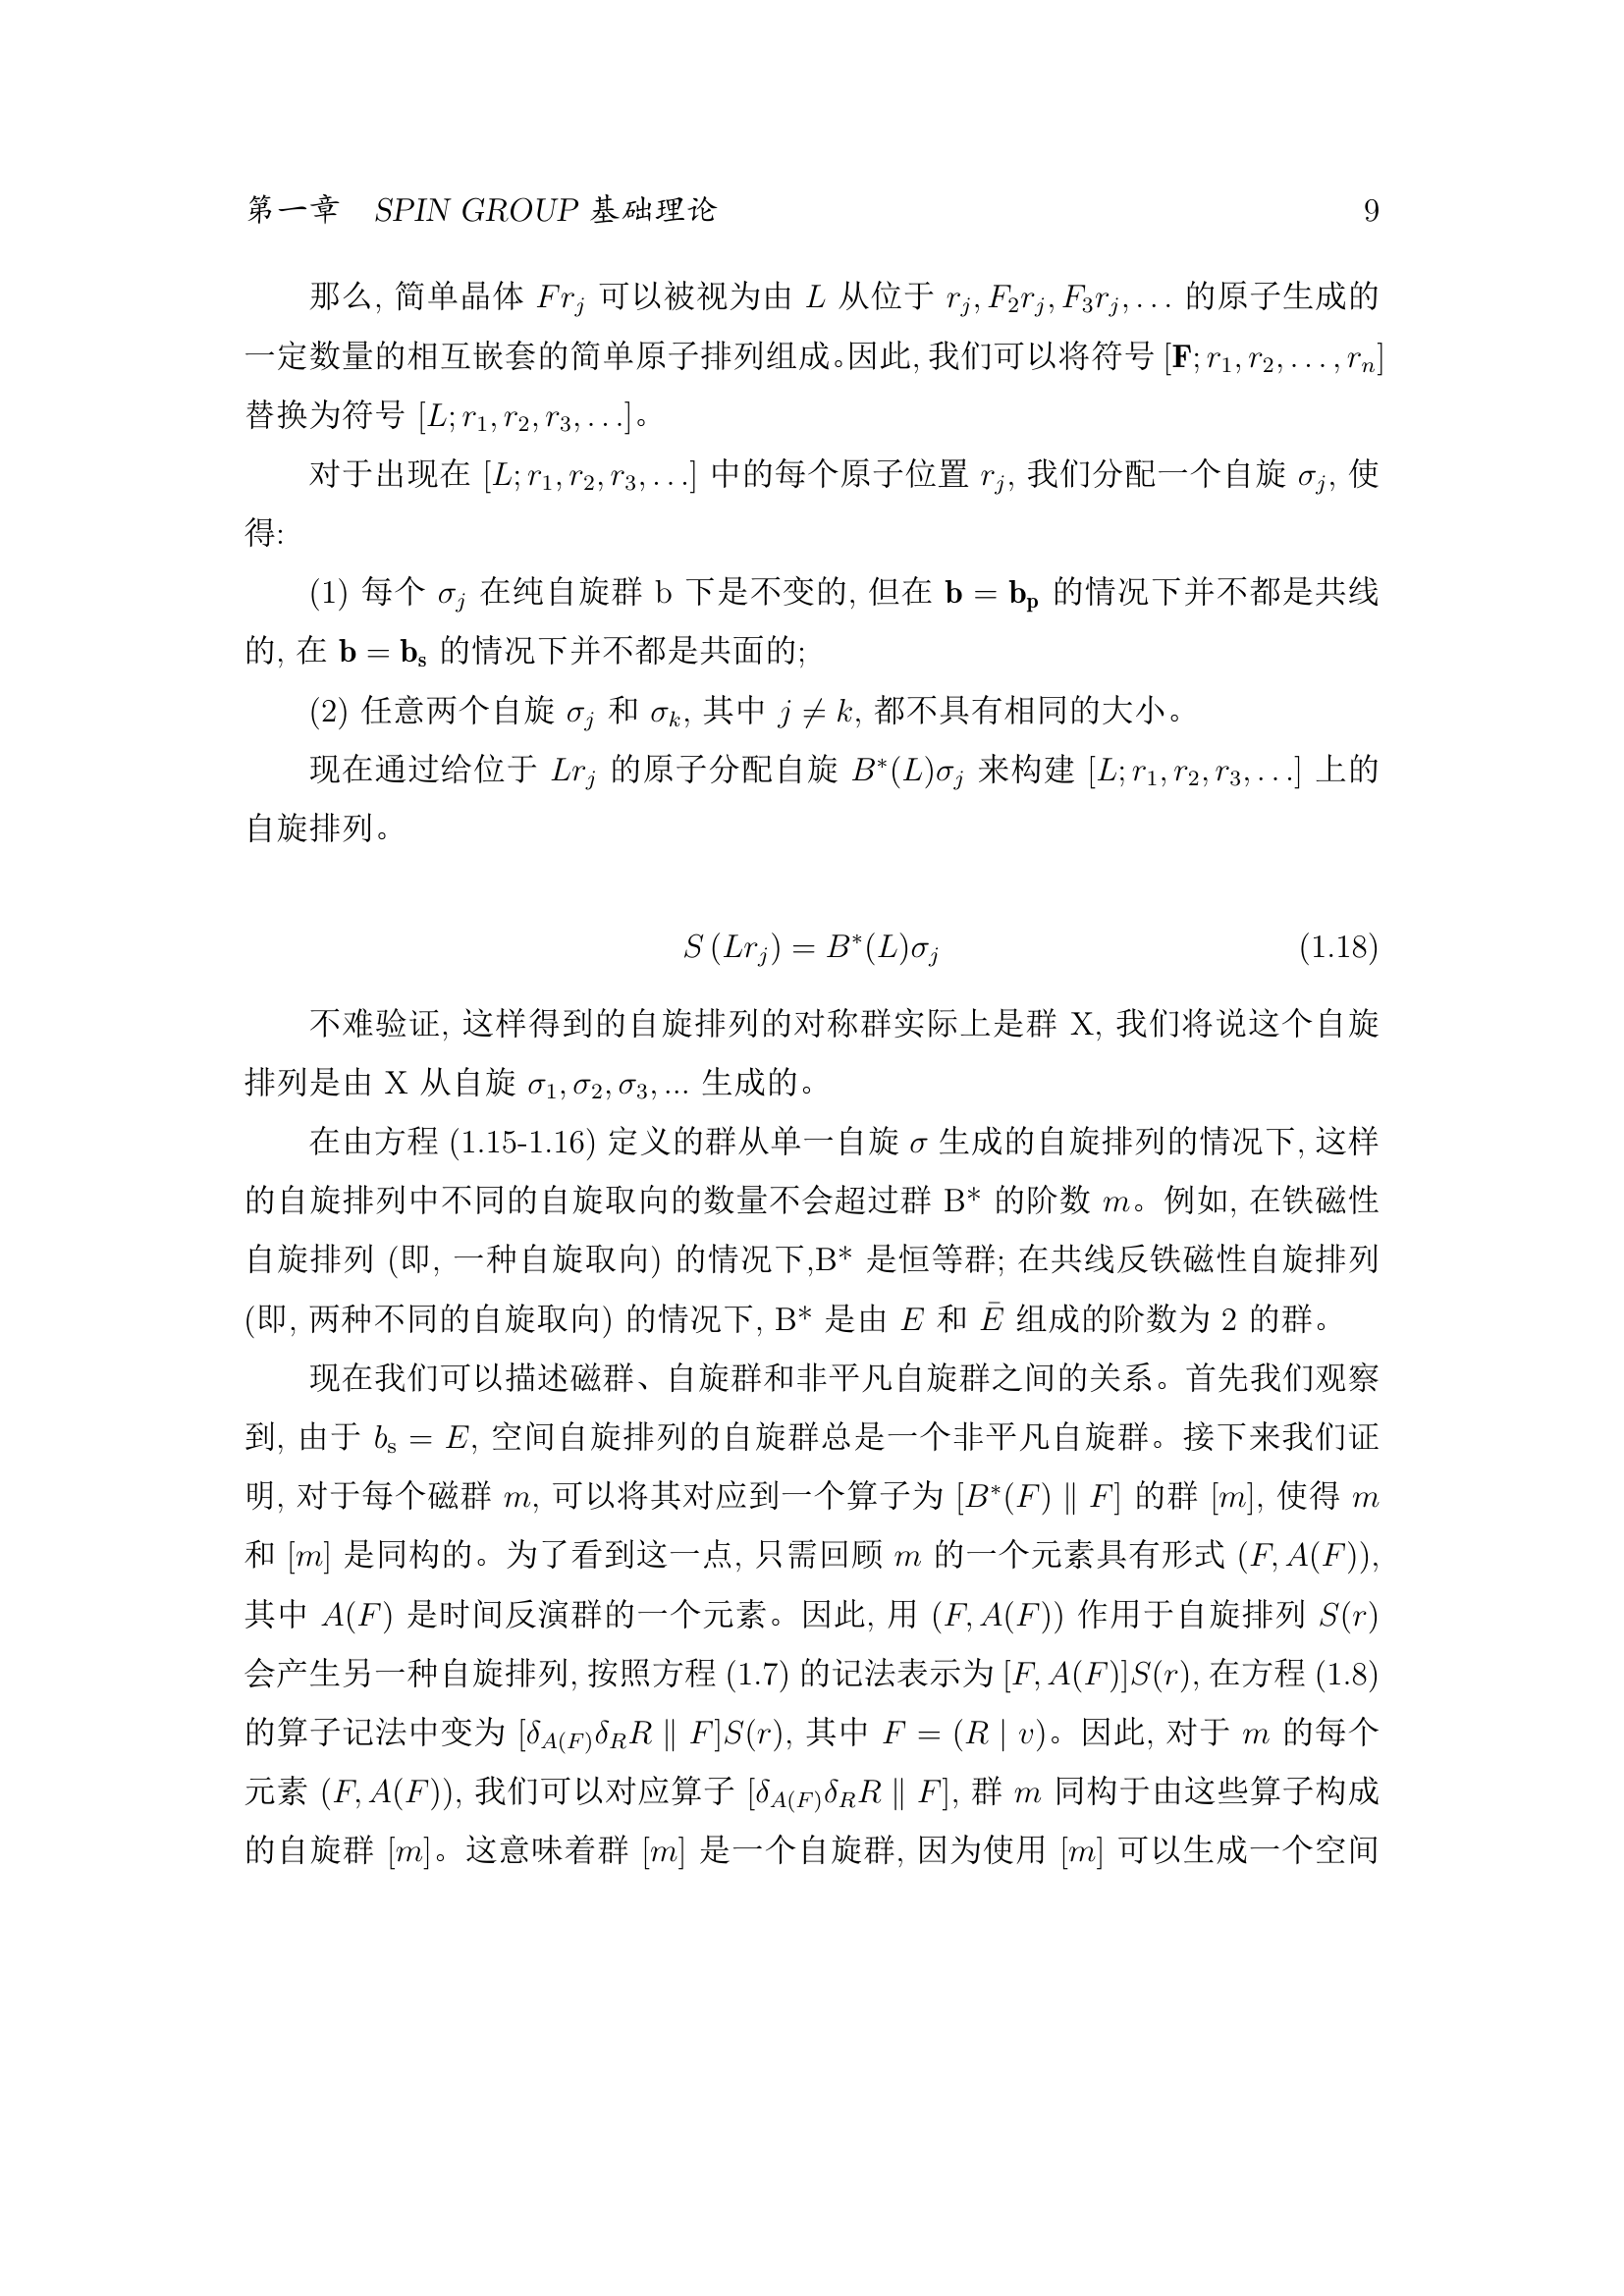 第一章 SPIN GROUP 基础理论 9
那么, 简单晶体 $Fr_j$ 可以被视为由 $L$ 从位于 $r_j, F_2r_j, F_3r_j, \ldots$ 的原子生成的
一定数量的相互嵌套的简单原子排列组成。因此, 我们可以将符号 $[\mathbf{F}; r_1, r_2, \ldots, r_n]$
替换为符号 $[L; r_1, r_2, r_3, \ldots]$。
对于出现在 $[L; r_1, r_2, r_3, \ldots]$ 中的每个原子位置 $r_j$, 我们分配一个自旋 $\sigma_j$, 使
得:
(1) 每个 $\sigma_j$ 在纯自旋群 b 下是不变的, 但在 $\mathbf{b} = \mathbf{b_p}$ 的情况下并不都是共线
的, 在 $\mathbf{b} = \mathbf{b_s}$ 的情况下并不都是共面的;
(2) 任意两个自旋 $\sigma_j$ 和 $\sigma_k$, 其中 $j \neq k$, 都不具有相同的大小。
现在通过给位于 $Lr_j$ 的原子分配自旋 $B^*(L)\sigma_j$ 来构建 $[L; r_1, r_2, r_3, \ldots]$ 上的
自旋排列。
$S(Lr_j) = B^*(L)\sigma_j$ (1.18)
不难验证, 这样得到的自旋排列的对称群实际上是群 X, 我们将说这个自旋
排列是由 X 从自旋 $\sigma_1, \sigma_2, \sigma_3, ...$ 生成的。
在由方程 (1.15-1.16) 定义的群从单一自旋 $\sigma$ 生成的自旋排列的情况下, 这样
的自旋排列中不同的自旋取向的数量不会超过群 B* 的阶数 $m$。例如, 在铁磁性
自旋排列 (即, 一种自旋取向) 的情况下,B* 是恒等群; 在共线反铁磁性自旋排列
(即, 两种不同的自旋取向) 的情况下, B* 是由 $E$ 和 $\bar{E}$ 组成的阶数为 2 的群。
现在我们可以描述磁群、自旋群和非平凡自旋群之间的关系。首先我们观察
到, 由于 $b_{\mathrm{s}} = E$, 空间自旋排列的自旋群总是一个非平凡自旋群。接下来我们证
明, 对于每个磁群 $m$, 可以将其对应到一个算子为 $[B^*(F) \parallel F]$ 的群 $[m]$, 使得 $m$
和 $[m]$ 是同构的。为了看到这一点, 只需回顾 $m$ 的一个元素具有形式 $(F, A(F))$,
其中 $A(F)$ 是时间反演群的一个元素。因此, 用 $(F, A(F))$ 作用于自旋排列 $S(r)$
会产生另一种自旋排列, 按照方程 (1.7) 的记法表示为 $[F, A(F)]S(r)$, 在方程 (1.8)
的算子记法中变为 $[\delta_{A(F)}\delta_R R \parallel F]S(r)$, 其中 $F = (R \mid v)$。因此, 对于 $m$ 的每个
元素 $(F, A(F))$, 我们可以对应算子 $[\delta_{A(F)}\delta_R R \parallel F]$, 群 $m$ 同构于由这些算子构成
的自旋群 $[m]$。这意味着群 $[m]$ 是一个自旋群, 因为使用 $[m]$ 可以生成一个空间